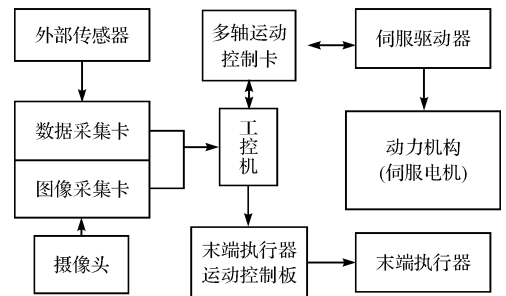 外部传感器
数据采集卡
图像采集卡
摄像头
多轴运动
控制卡
工
控
机
末端执行器
运动控制板
伺服驱动器
动力机构
(伺服电机)
末端执行器